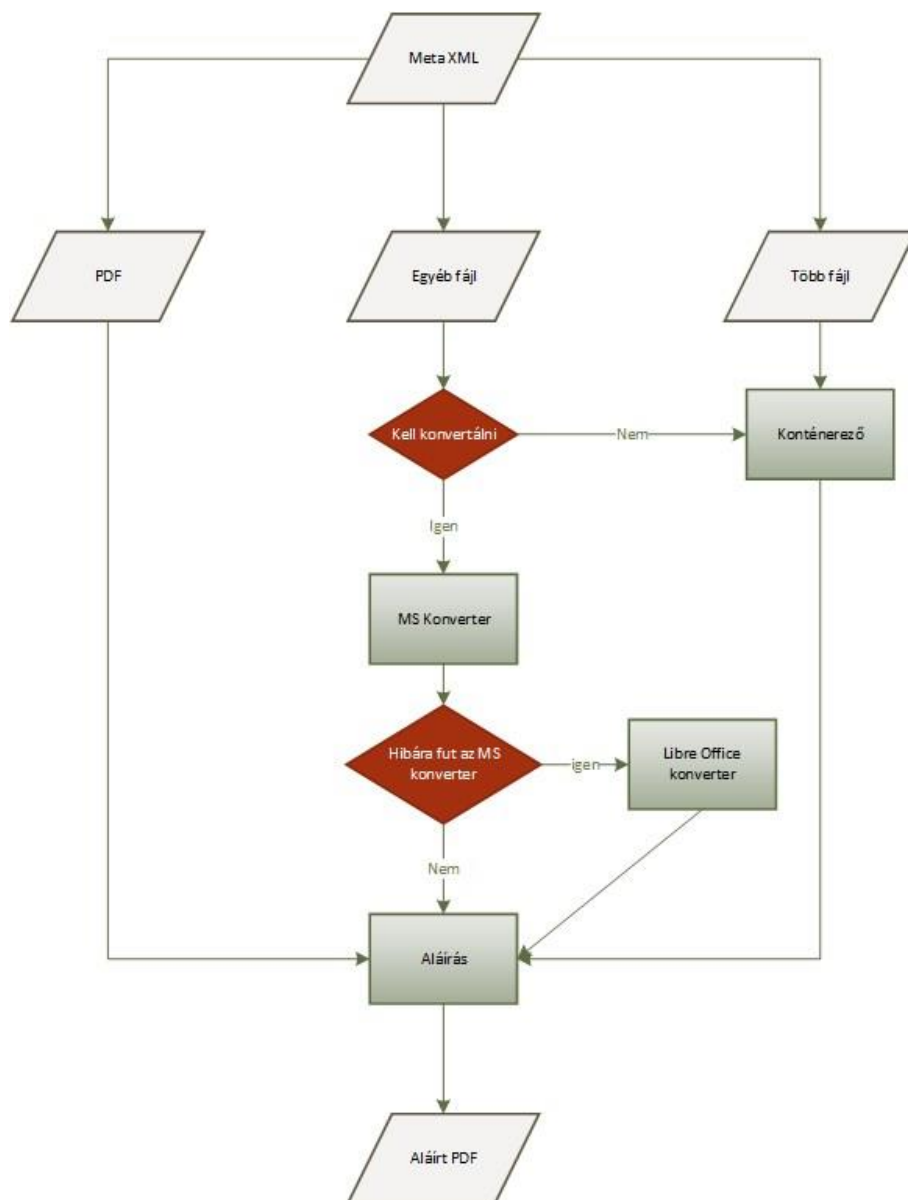 Meta XML
PDF
Egyéb fájl
Több fájl
Kell konvertálni
Nem
Konténerező
Igen
MS Konverter
Hibára fut az MS
konverter
igen
Libre Office
konverter
Nem
Aláírás
Aláírt PDF